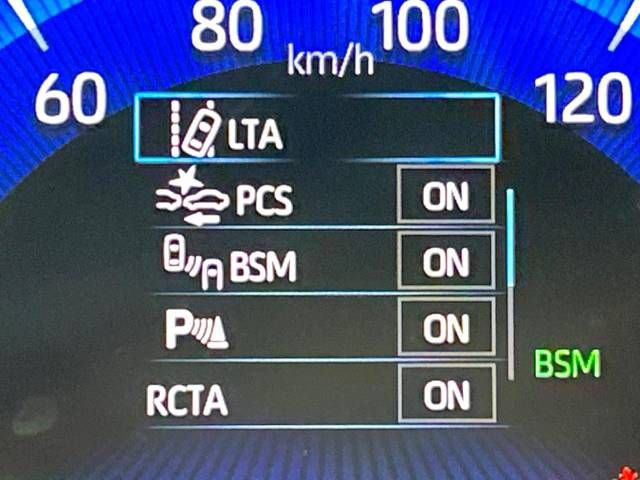 80
100
km/h
60
120
LTA
PCS ON
BSM ON
P ON
BSM
RCTA ON